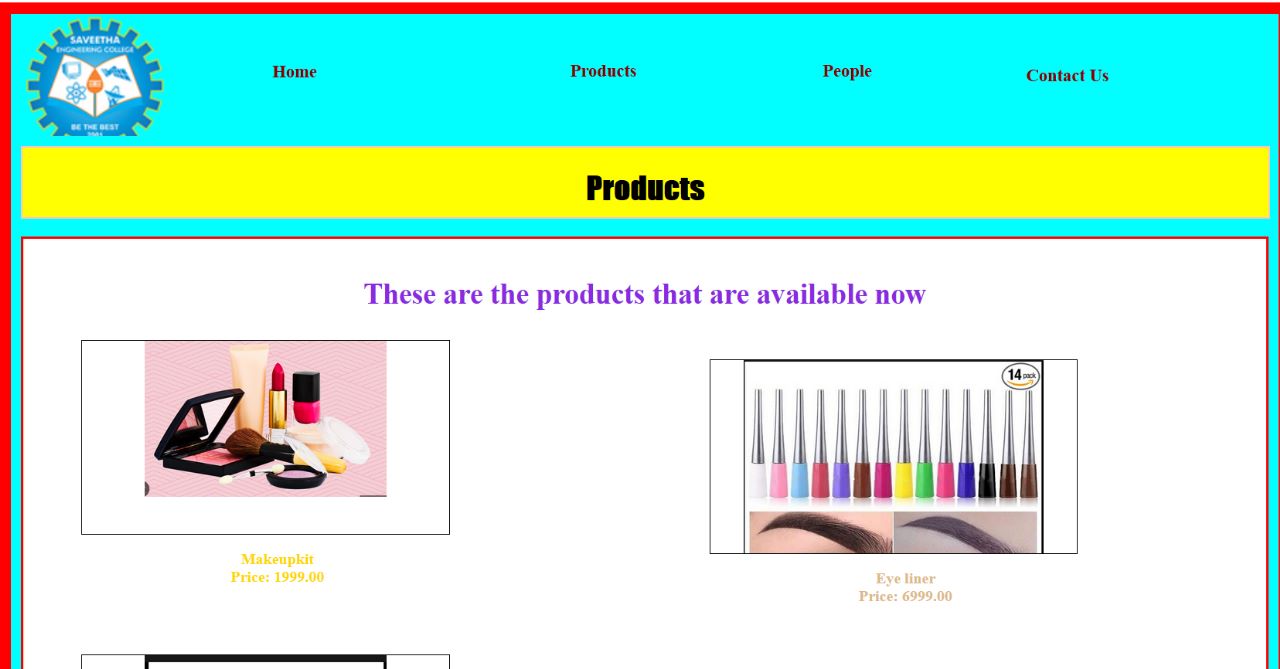 SAVEETHA
ENGINEERING COLLEGE
BE THE BEST
2001
Home
Products
People
Contact Us
Products
These are the products that are available now
14 pack
Makeupkit
Price: 1999.00
Eye liner
Price: 6999.00